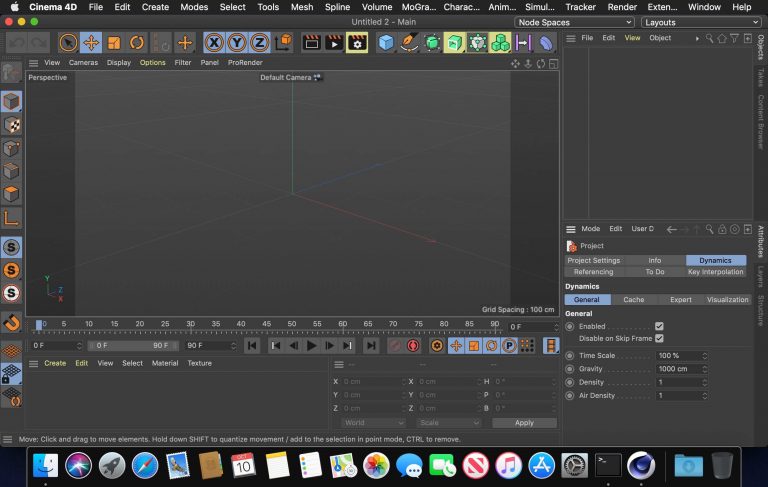 Cinema 4D File Edit Create Modes Select Tools Mesh Spline Volume MoGra... Charac... Anim... Simul... Tracker Render Exten... Window
Untitled 2 - Main
Node Spaces
Layouts
X Y Z
View Cameras Display Options Filter Panel ProRender
File Edit View Object
Perspective
Default Camera
Objects
Takes
Content Browser
Y
Z
X
Grid Spacing : 100 cm
S
S
S
Mode Edit User D
Project
Project Settings Info Dynamics
Referencing To Do Key Interpolation
Dynamics
General Cache Expert Visualization
General
Enabled
Disable on Skip Frame
Time Scale 100 %
Gravity 1000 cm
Density 1
Air Density 1
Attributes
Layers
Structure
0 5 10 15 20 25 30 35 40 45 50 55 60 65 70 75 80 85 90
0 F
0 F 0 F 90 F 90 F
P
Create Edit View Select Material Texture
-- -- --
X 0 cm X 0 cm H 0 °
Y 0 cm Y 0 cm P 0 °
Z 0 cm Z 0 cm B 0 °
World Scale Apply
Move: Click and drag to move elements. Hold down SHIFT to quantize movement / add to the selection in point mode, CTRL to remove.
OCT
10